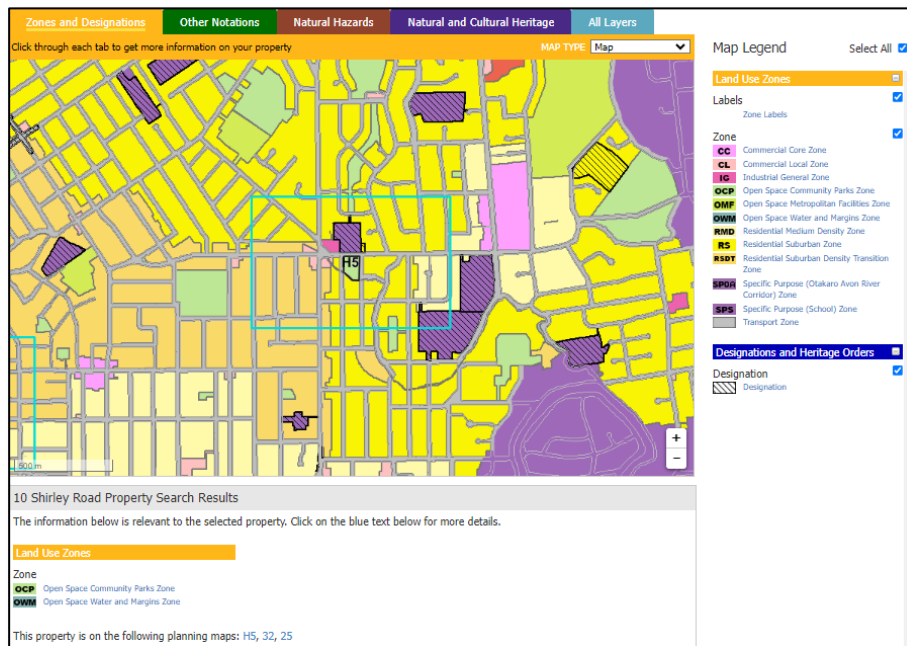 Zones and Designations
Other Notations
Natural Hazards
Natural and Cultural Heritage
All Layers
Click through each tab to get more information on your property
MAP TYPE Map
Map Legend
Select All
Land Use Zones
Labels
Zone Labels
Zone
CC Commercial Core Zone
CL Commercial Local Zone
IG Industrial General Zone
OCP Open Space Community Parks Zone
OMF Open Space Metropolitan Facilities Zone
OWM Open Space Water and Margins Zone
RMD Residential Medium Density Zone
RS Residential Suburban Zone
RSDT Residential Suburban Density Transition
Zone
SPOA Specific Purpose (Otakaro Avon River
Corridor) Zone
SPS Specific Purpose (School) Zone
Transport Zone
Designations and Heritage Orders
Designation
Designation
H5
+
−
500 m
10 Shirley Road Property Search Results
The information below is relevant to the selected property. Click on the blue text below for more details.
Land Use Zones
Zone
OCP Open Space Community Parks Zone
OWM Open Space Water and Margins Zone
This property is on the following planning maps: H5, 32, 25